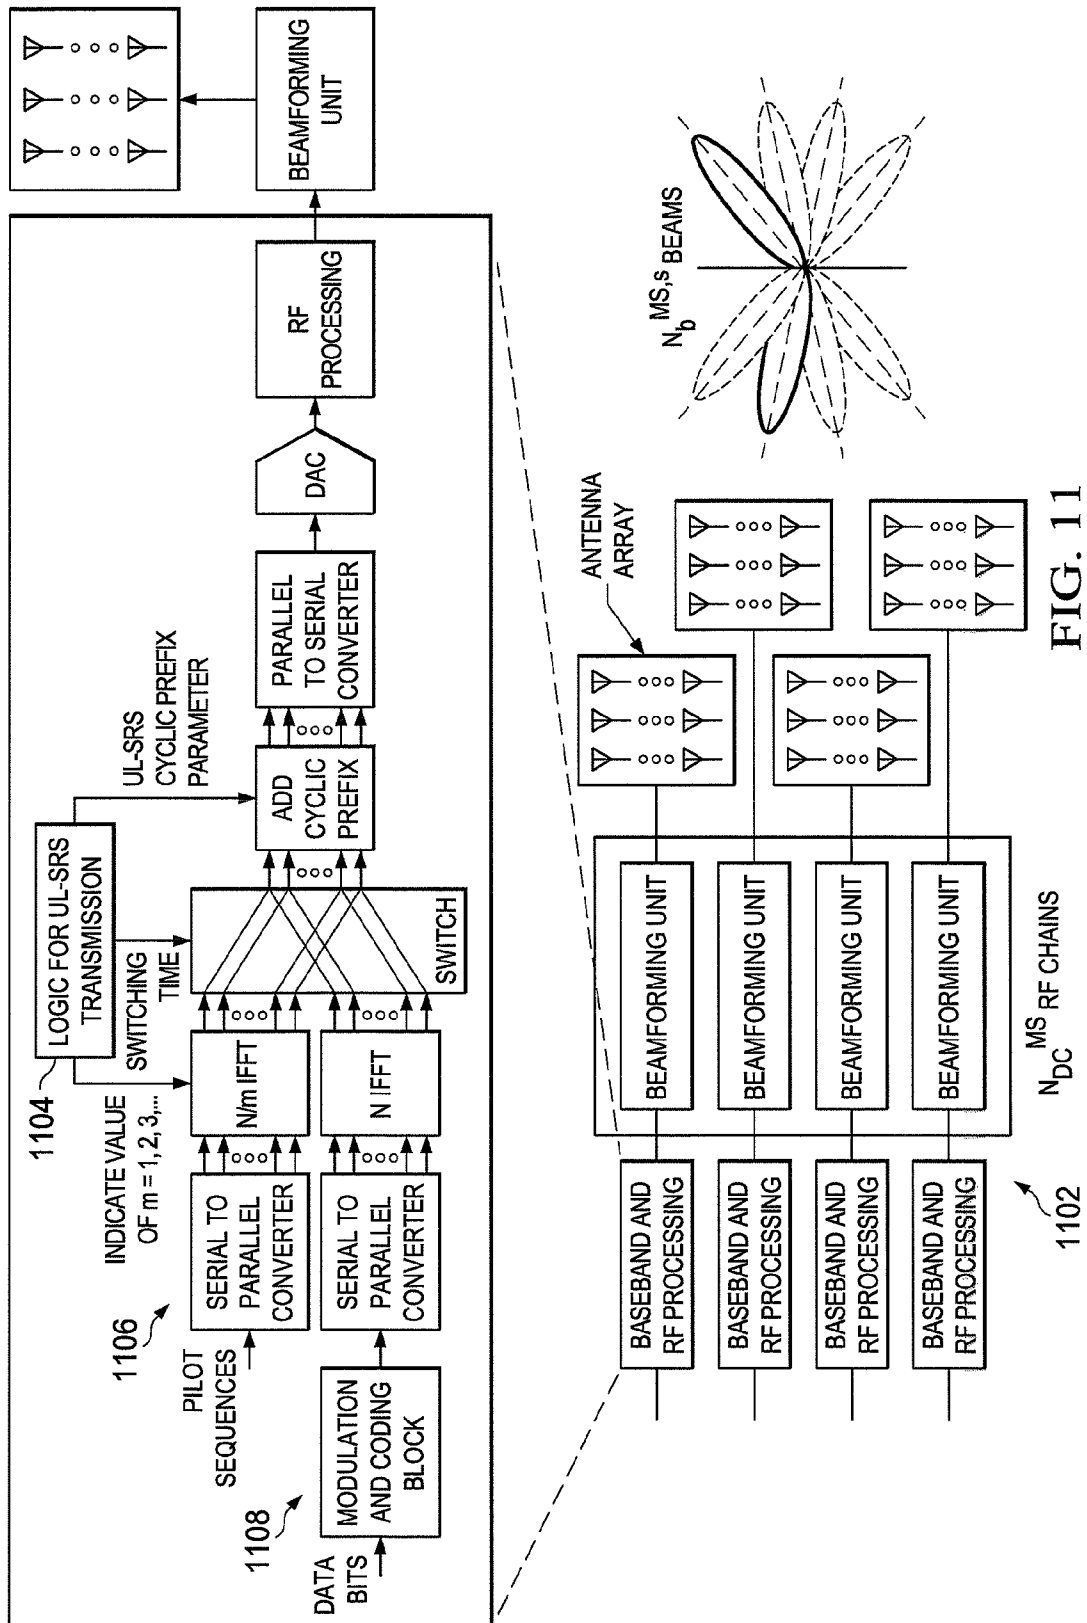 1104
LOGIC FOR UL-SRS
TRANSMISSION
INDICATE VALUE
OF m = 1, 2, 3,...
SWITCHING
TIME
UL-SRS
CYCLIC PREFIX
PARAMETER
1106
PILOT
SEQUENCES
SERIAL TO
PARALLEL
CONVERTER
N/m IFFT
1108
DATA
BITS
MODULATION
AND CODING
BLOCK
SERIAL TO
PARALLEL
CONVERTER
N IFFT
SWITCH
ADD
CYCLIC
PREFIX
PARALLEL
TO SERIAL
CONVERTER
DAC
RF
PROCESSING
BEAMFORMING
UNIT
BASEBAND AND
RF PROCESSING
BASEBAND AND
RF PROCESSING
BASEBAND AND
RF PROCESSING
BASEBAND AND
RF PROCESSING
1102
BEAMFORMING UNIT
BEAMFORMING UNIT
BEAMFORMING UNIT
BEAMFORMING UNIT
N_DC^MS RF CHAINS
ANTENNA
ARRAY
N_b^MS,s BEAMS
FIG. 11